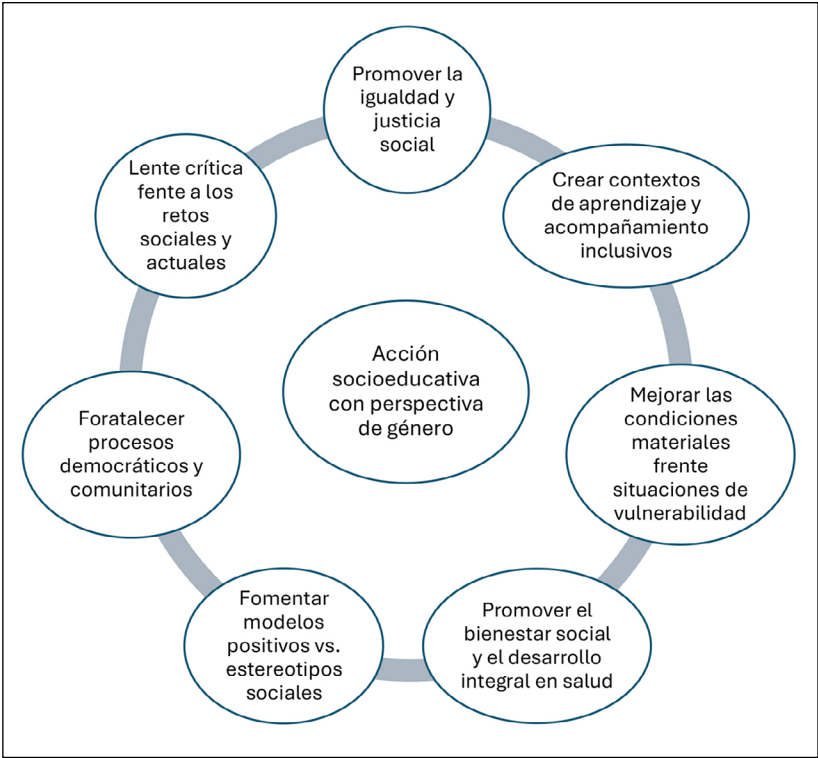 Promover la
igualdad y
justicia
social
Crear contextos
de aprendizaje y
acompañamiento
inclusivos
Mejorar las
condiciones
materiales
frente
situaciones de
vulnerabilidad
Promover el
bienestar social
y el desarrollo
integral en salud
Fomentar
modelos
positivos vs.
estereotipos
sociales
Foratalecer
procesos
democráticos y
comunitarios
Lente crítica
fente a los
retos
sociales y
actuales
Acción
socioeducativa
con perspectiva
de género